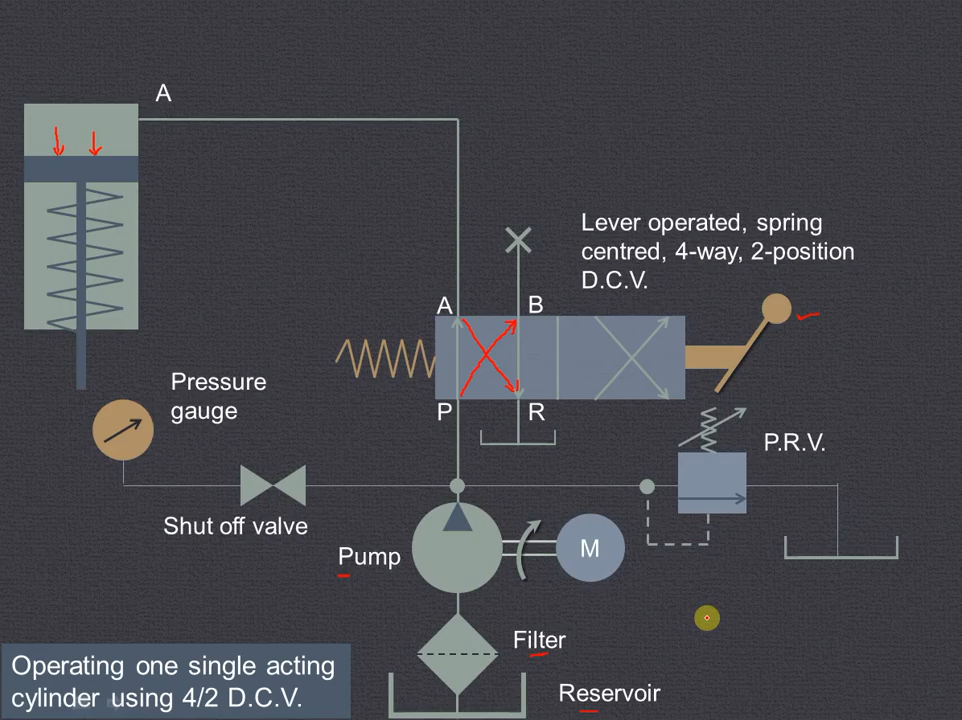 A
Lever operated, spring
centred, 4-way, 2-position
D.C.V.
A
B
Pressure
gauge
P
R
P.R.V.
Shut off valve
M
Pump
Filter
Operating one single acting
cylinder using 4/2 D.C.V.
Reservoir